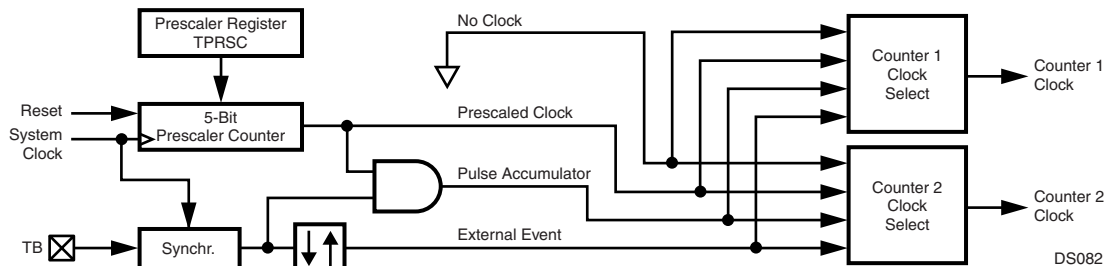 Prescaler Register
TPRSC
No Clock
Counter 1
Clock
Select
Counter 1
Clock
Reset
System
Clock
5-Bit
Prescaler Counter
Prescaled Clock
Pulse Accumulator
Counter 2
Clock
Select
Counter 2
Clock
TB
Synchr.
External Event
DS082